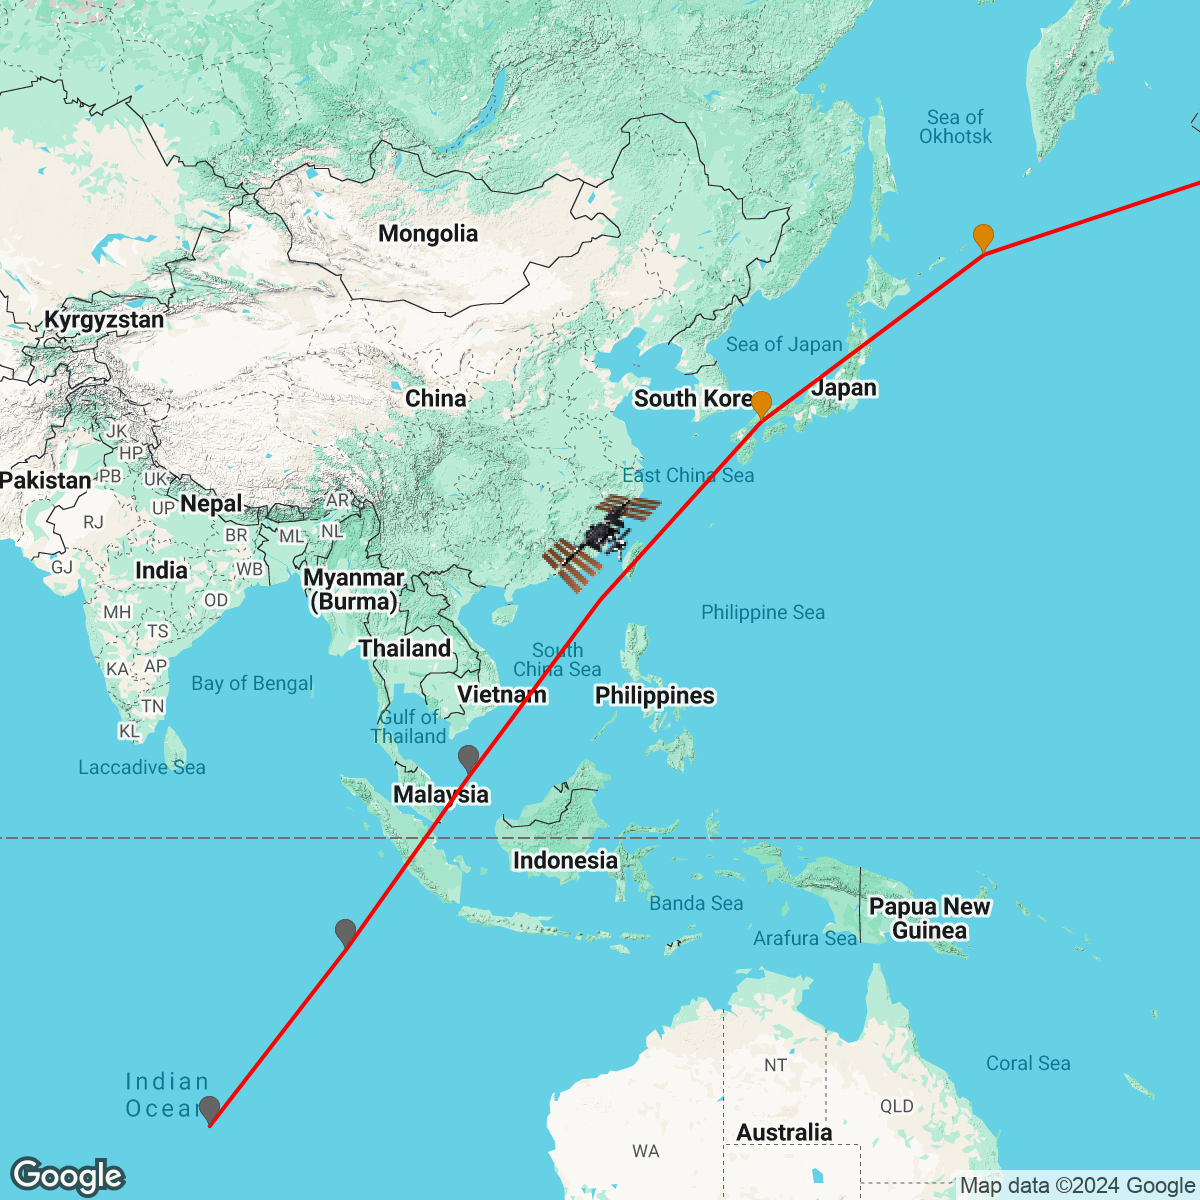 Sea of
Okhotsk
Mongolia
Kyrgyzstan
Sea of Japan
China
South Kore
Japan
JK
HP
Pakistan
PB
UK
East China Sea
Nepal
AR
UP
RJ
BR
ML
NL
GJ
India
WB
Myanmar
(Burma)
OD
MH
Philippine Sea
TS
Thailand
South
China Sea
KA
AP
Bay of Bengal
Vietnam
Philippines
TN
Gulf of
Thailand
KL
Laccadive Sea
Malaysia
Indonesia
Banda Sea
Papua New
Guinea
Arafura Sea
Coral Sea
NT
Indian
Ocean
QLD
Australia
WA
Google
Map data ©2024 Google